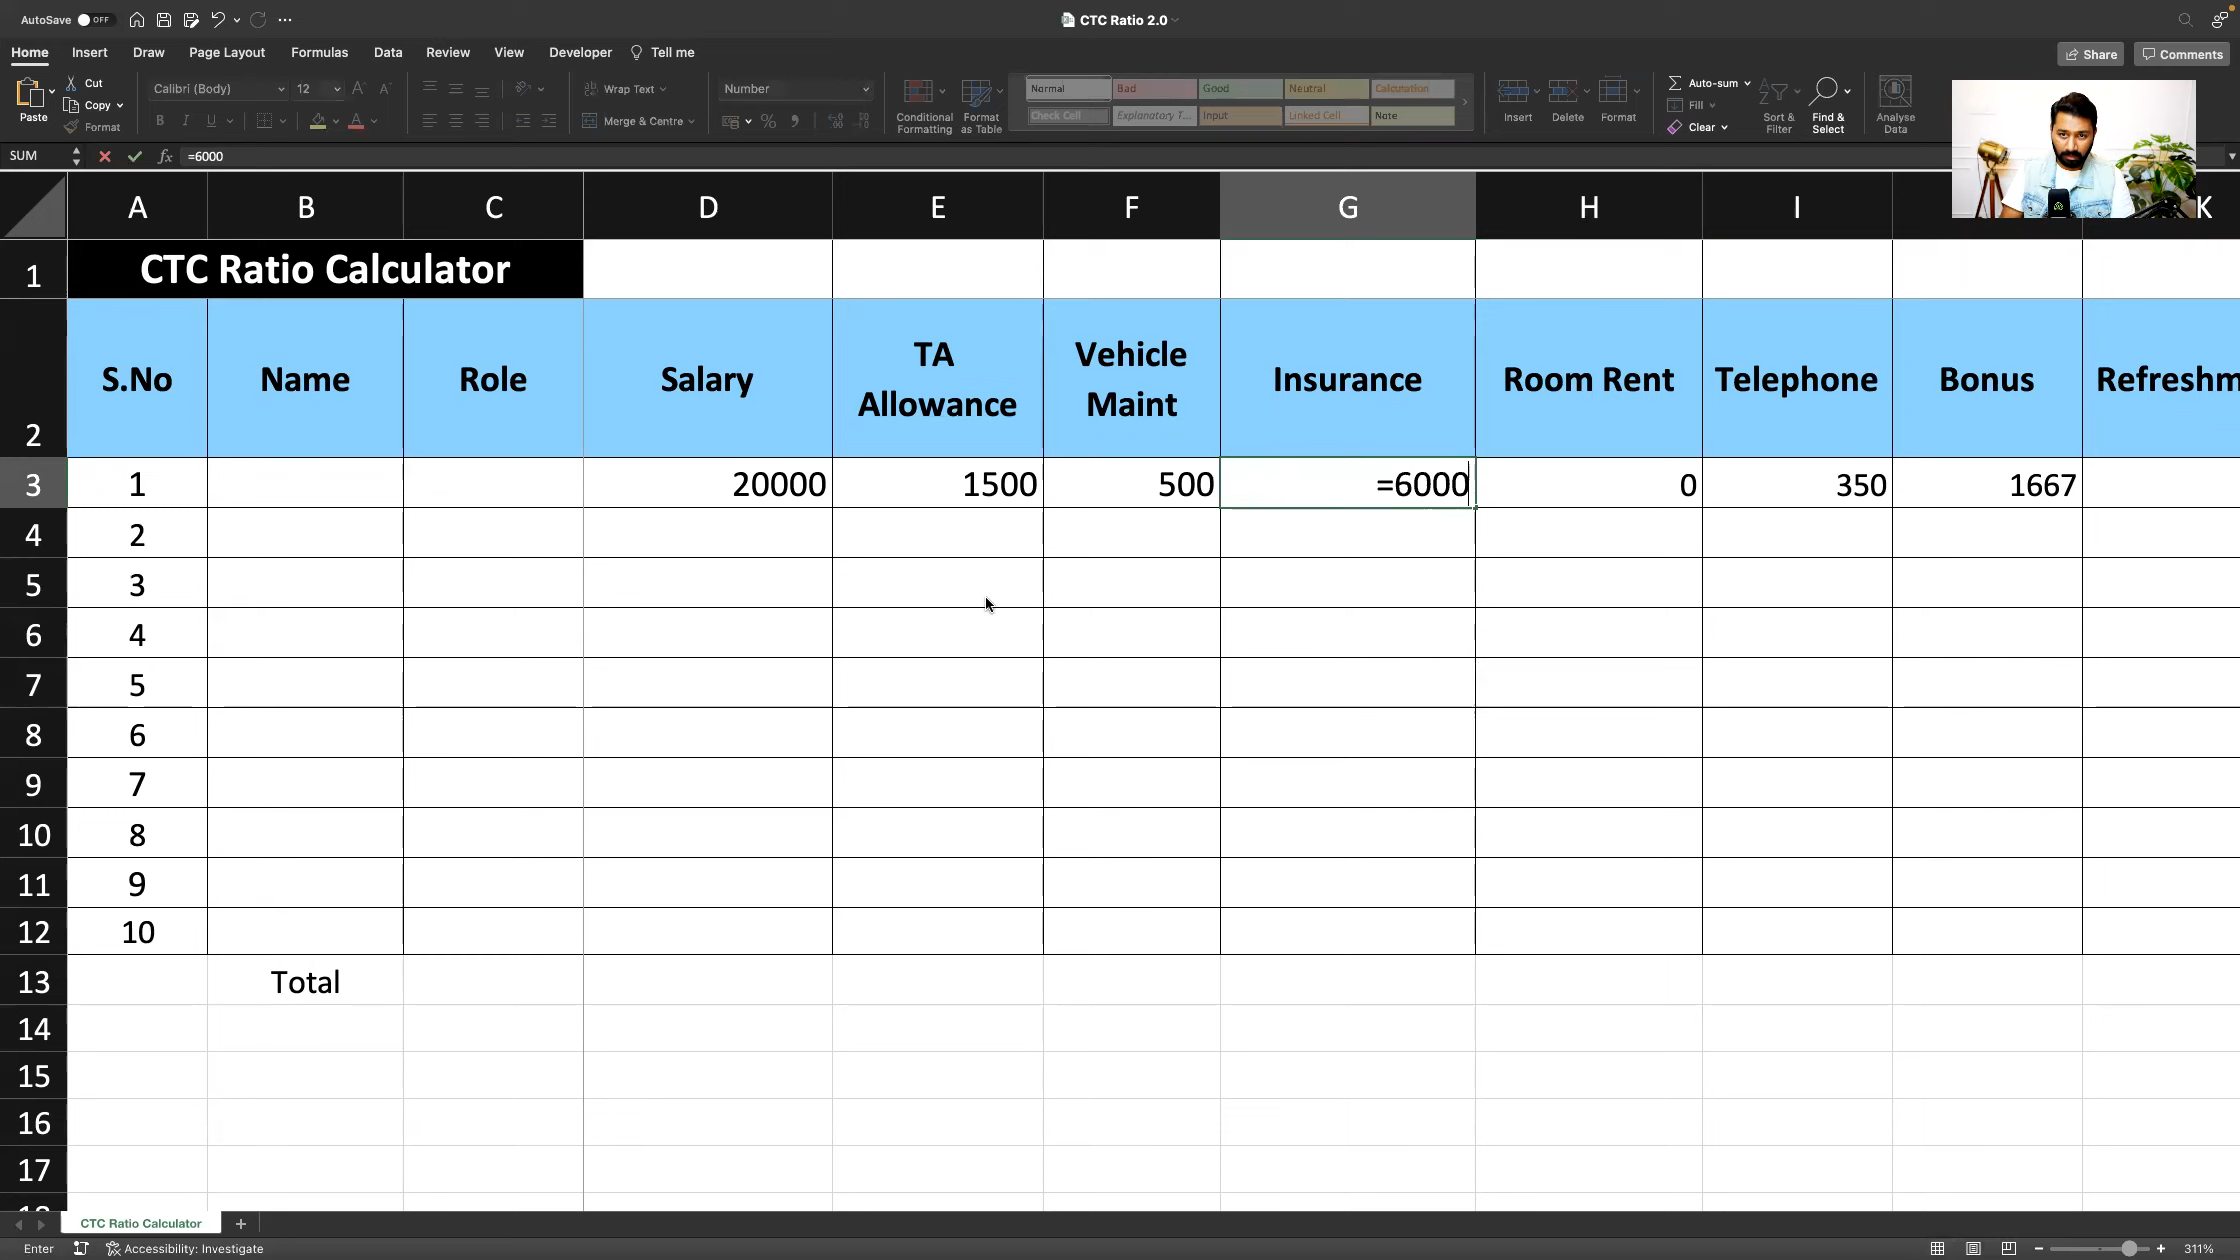 AutoSave OFF
CTC Ratio 2.0
Home Insert Draw Page Layout Formulas Data Review View Developer Tell me
Share Comments
Paste
Cut
Copy
Format
Calibri (Body) 12
B I U
Wrap Text
Merge & Centre
Number
Conditional Formatting
Format as Table
Normal Bad Good Neutral Calculation
Check Cell Explanatory T... Input Linked Cell Note
Insert Delete Format
Auto-sum
Fill
Clear
Sort & Filter
Find & Select
Analyse Data
SUM fx =6000
A B C D E F G H I K
1 CTC Ratio Calculator
2 S.No Name Role Salary TA Allowance Vehicle Maint Insurance Room Rent Telephone Bonus Refreshm
3 1 20000 1500 500 =6000 0 350 1667
4 2
5 3
6 4
7 5
8 6
9 7
10 8
11 9
12 10
13 Total
14
15
16
17
CTC Ratio Calculator +
Enter Accessibility: Investigate 311%